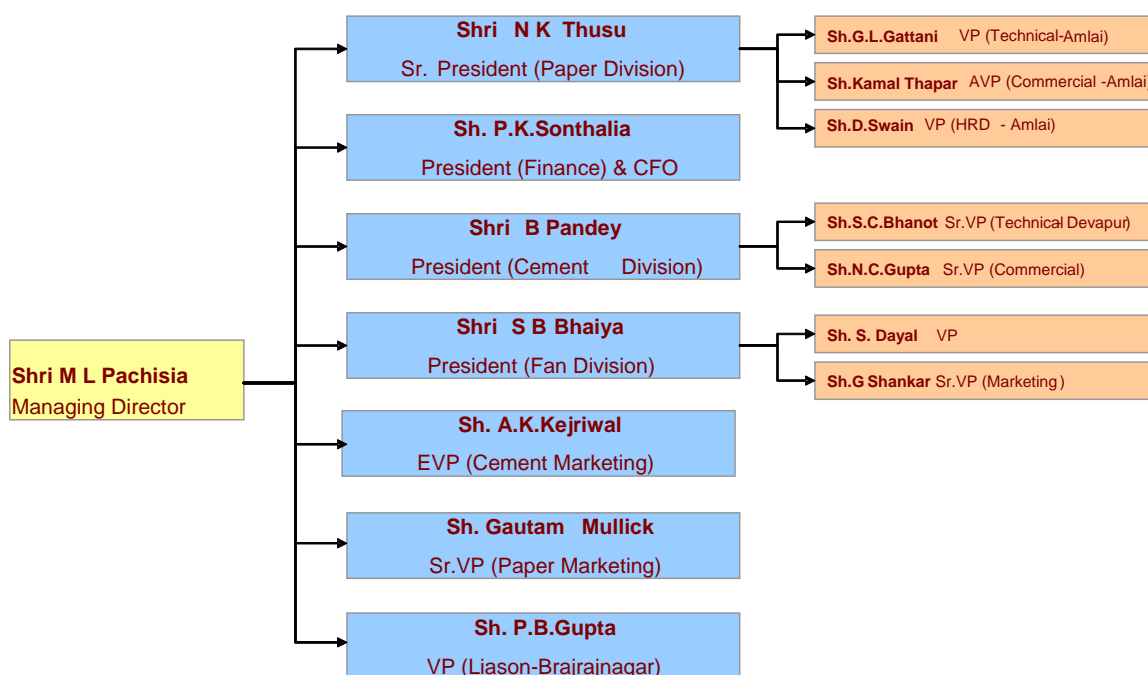 Shri M L Pachisia
Managing Director
Shri N K Thusu
Sr. President (Paper Division)
Sh. P.K.Sonthalia
President (Finance) & CFO
Shri B Pandey
President (Cement Division)
Shri S B Bhaiya
President (Fan Division)
Sh. A.K.Kejriwal
EVP (Cement Marketing)
Sh. Gautam Mullick
Sr.VP (Paper Marketing)
Sh. P.B.Gupta
VP (Liason-Brajrajnagar)
Sh.G.L.Gattani VP (Technical-Amlai)
Sh.Kamal Thapar AVP (Commercial -Amlai)
Sh.D.Swain VP (HRD - Amlai)
Sh.S.C.Bhanot Sr.VP (Technical-Devapur)
Sh.N.C.Gupta Sr.VP (Commercial)
Sh. S. Dayal VP
Sh.G Shankar Sr.VP (Marketing)